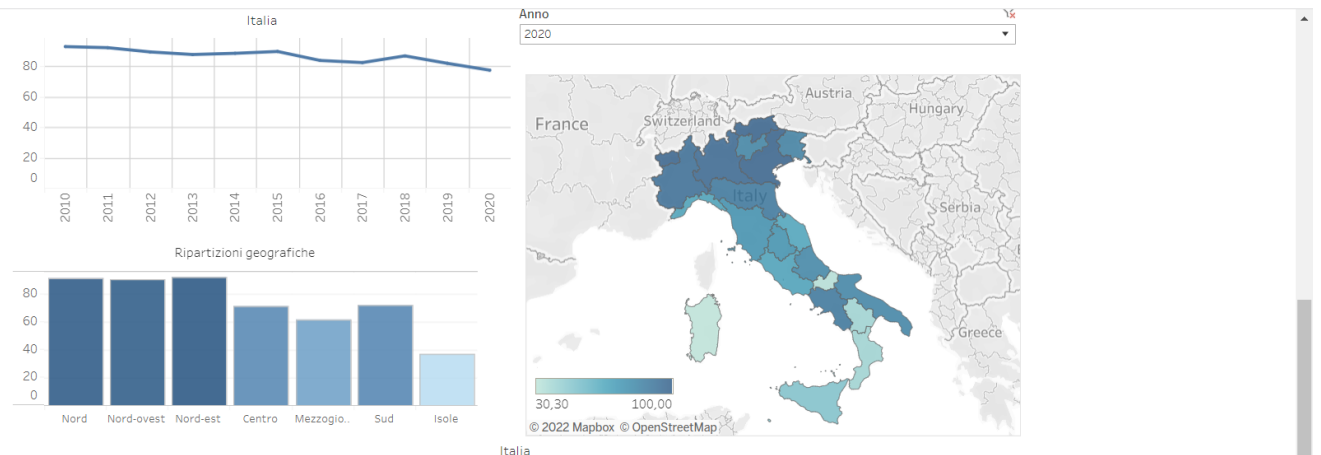 Italia
80
60
40
20
0
2010 2011 2012 2013 2014 2015 2016 2017 2018 2019 2020
Ripartizioni geografiche
80
60
40
20
0
Nord Nord-ovest Nord-est Centro Mezzogio.. Sud Isole
Anno
2020
Austria
Hungary
France
Switzerland
Italy
Serbia
Greece
30,30 100,00
© 2022 Mapbox © OpenStreetMap
Italia